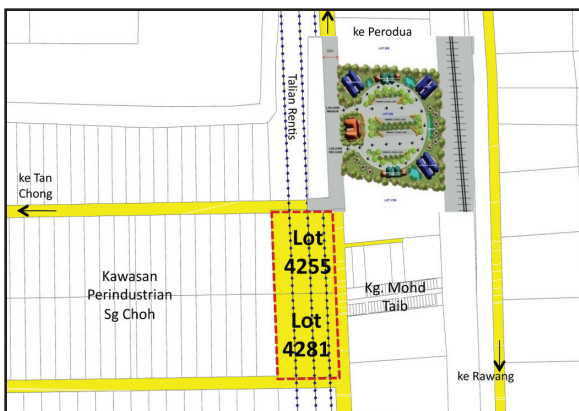 ke Perodua
Talian Rentis
ke Tan
Chong
Lot
4255
Kawasan
Perindustrian
Sg Choh
Kg. Mohd
Taib
Lot
4281
ke Rawang